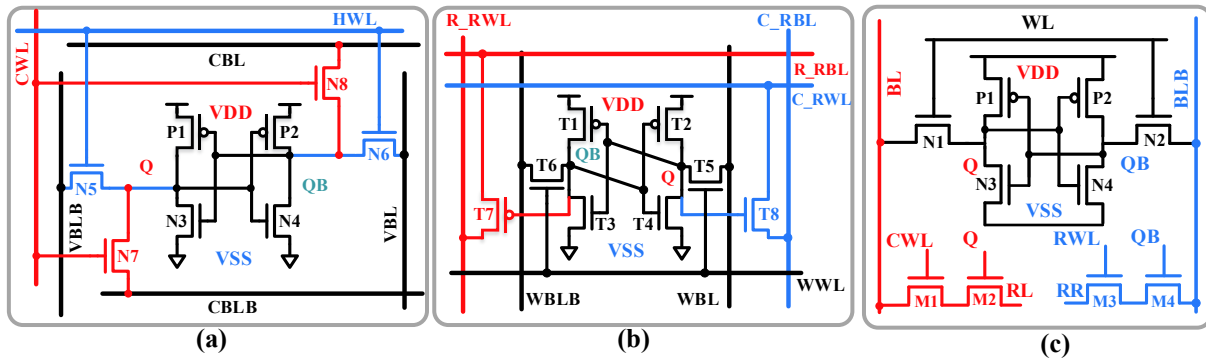 HWL
CBL
CWL
N8
VDD
P1
P2
Q
QB
N5
N6
N3
N4
VBLB
VBL
VSS
N7
CBLB
(a)
R_RWL
C_RBL
R_RBL
C_RWL
VDD
T1
T2
QB
T6
Q
T5
T7
T3
T4
T8
VSS
WWL
WBLB
WBL
(b)
WL
BL
BLB
VDD
P1
P2
N1
N2
Q
QB
N3
N4
VSS
CWL
Q
RWL
QB
M1
M2
RL
RR
M3
M4
(c)